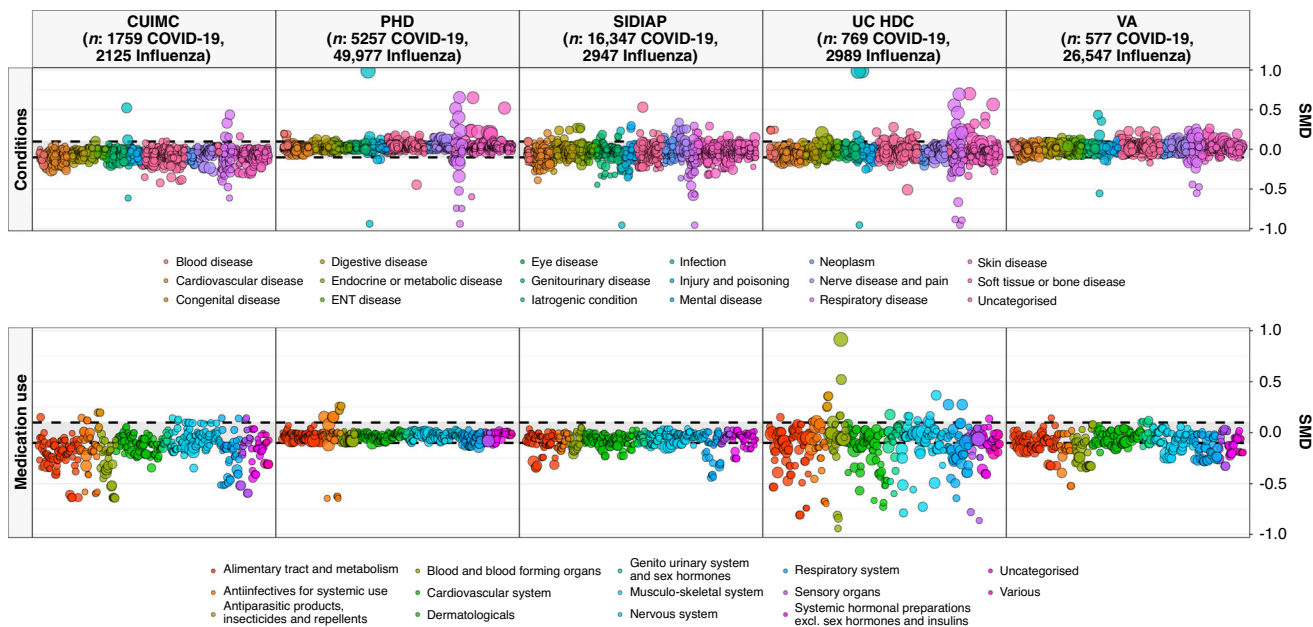 CUIMC
(n: 1759 COVID-19,
2125 Influenza)
PHD
(n: 5257 COVID-19,
49,977 Influenza)
SIDIAP
(n: 16,347 COVID-19,
2947 Influenza)
UC HDC
(n: 769 COVID-19,
2989 Influenza)
VA
(n: 577 COVID-19,
26,547 Influenza)
Conditions
1.0
0.5
0.0
-0.5
-1.0
SMD
Blood disease
Cardiovascular disease
Congenital disease
Digestive disease
Endocrine or metabolic disease
ENT disease
Eye disease
Genitourinary disease
Iatrogenic condition
Infection
Injury and poisoning
Mental disease
Neoplasm
Nerve disease and pain
Respiratory disease
Skin disease
Soft tissue or bone disease
Uncategorised
Medication use
1.0
0.5
0.0
-0.5
-1.0
SMD
Alimentary tract and metabolism
Antiinfectives for systemic use
Antiparasitic products,
insecticides and repellents
Blood and blood forming organs
Cardiovascular system
Dermatologicals
Genito urinary system
and sex hormones
Musculo-skeletal system
Nervous system
Respiratory system
Sensory organs
Systemic hormonal preparations
excl. sex hormones and insulins
Uncategorised
Various